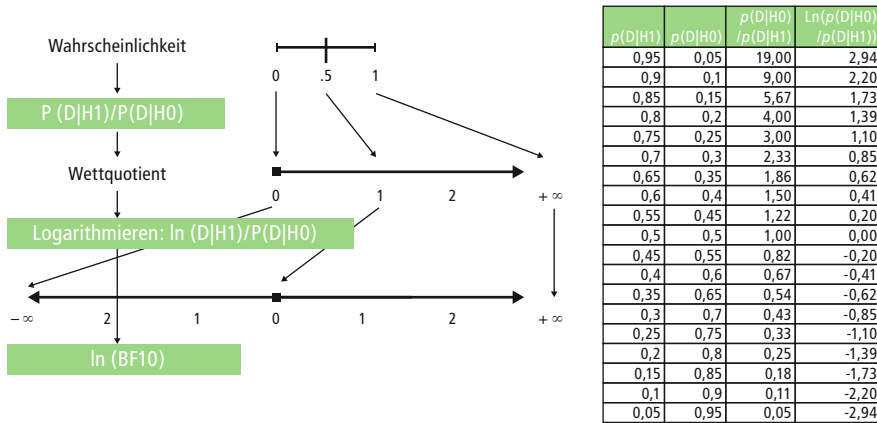 Wahrscheinlichkeit
0 .5 1
P (D|H1)/P(D|H0)
Wettquotient
0 1 2 + ∞
Logarithmieren: ln (D|H1)/P(D|H0)
– ∞ 2 1 0 1 2 + ∞
ln (BF10)
p(D|H1) p(D|H0) p(D|H0) /p(D|H1) Ln(p(D|H0) /p(D|H1))
0,95 0,05 19,00 2,94
0,9 0,1 9,00 2,20
0,85 0,15 5,67 1,73
0,8 0,2 4,00 1,39
0,75 0,25 3,00 1,10
0,7 0,3 2,33 0,85
0,65 0,35 1,86 0,62
0,6 0,4 1,50 0,41
0,55 0,45 1,22 0,20
0,5 0,5 1,00 0,00
0,45 0,55 0,82 -0,20
0,4 0,6 0,67 -0,41
0,35 0,65 0,54 -0,62
0,3 0,7 0,43 -0,85
0,25 0,75 0,33 -1,10
0,2 0,8 0,25 -1,39
0,15 0,85 0,18 -1,73
0,1 0,9 0,11 -2,20
0,05 0,95 0,05 -2,94